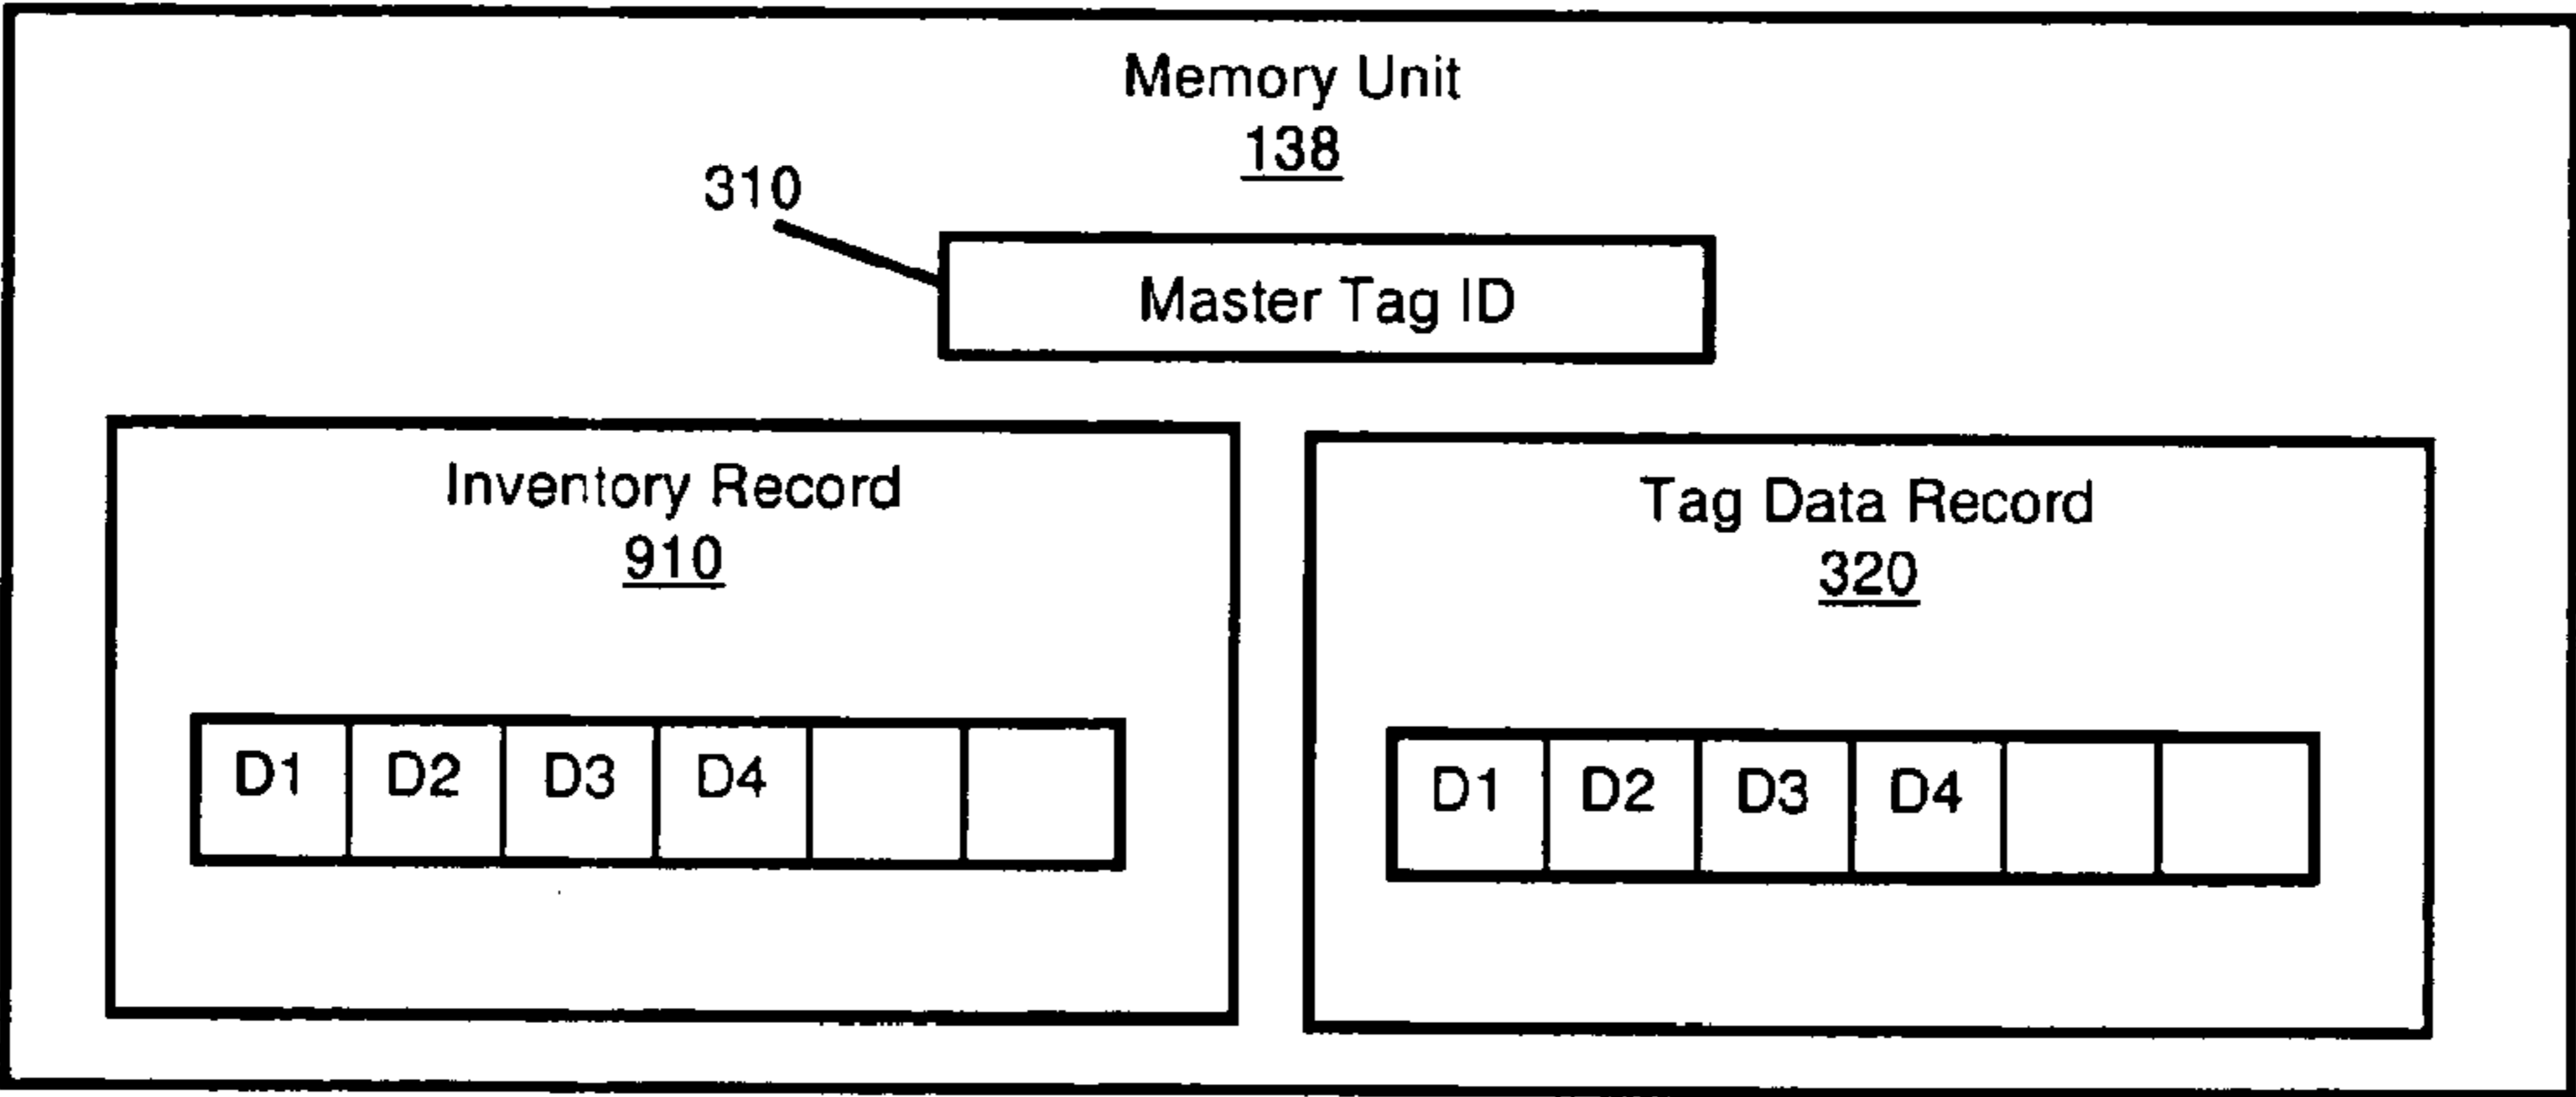 Memory Unit
138
310
Master Tag ID
Inventory Record
910
D1 D2 D3 D4
Tag Data Record
320
D1 D2 D3 D4